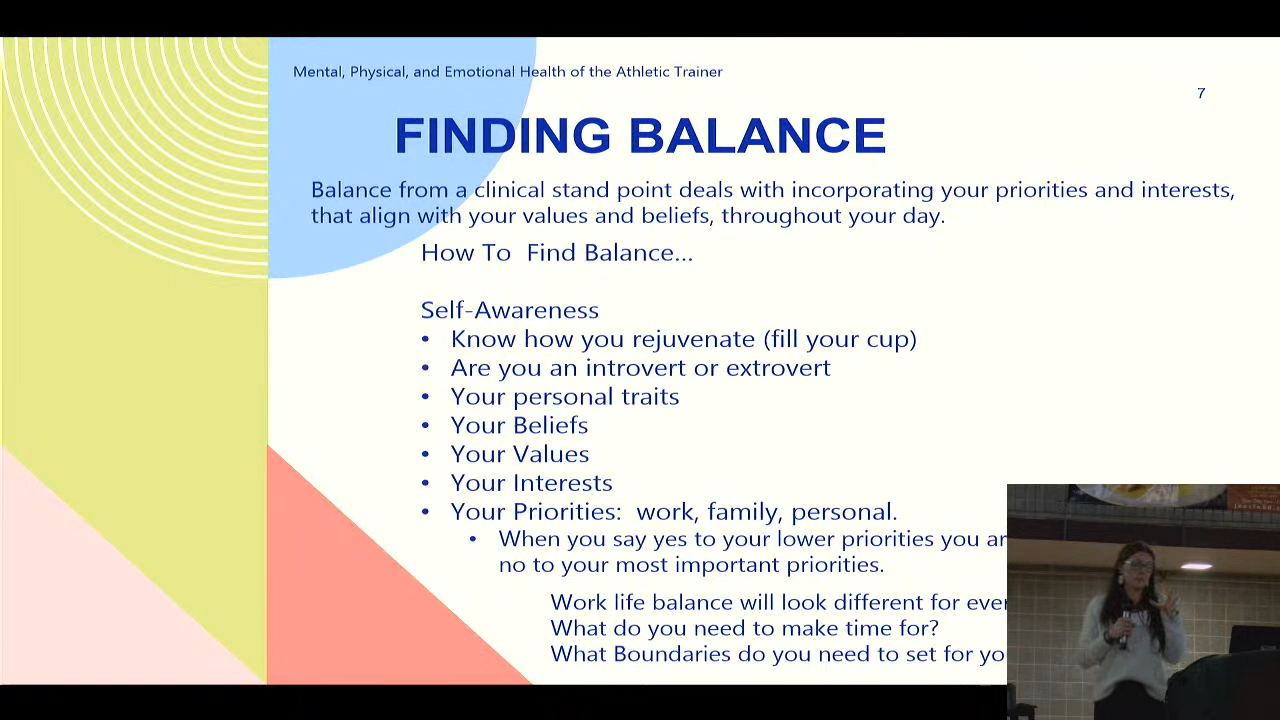 Mental, Physical, and Emotional Health of the Athletic Trainer
7
FINDING BALANCE
Balance from a clinical stand point deals with incorporating your priorities and interests,
that align with your values and beliefs, throughout your day.
How To Find Balance...
Self-Awareness
• Know how you rejuvenate (fill your cup)
• Are you an introvert or extrovert
• Your personal traits
• Your Beliefs
• Your Values
• Your Interests
• Your Priorities: work, family, personal.
• When you say yes to your lower priorities you
no to your most important priorities.
Work life balance will look different for
What do you need to make time for?
What Boundaries do you need to set for